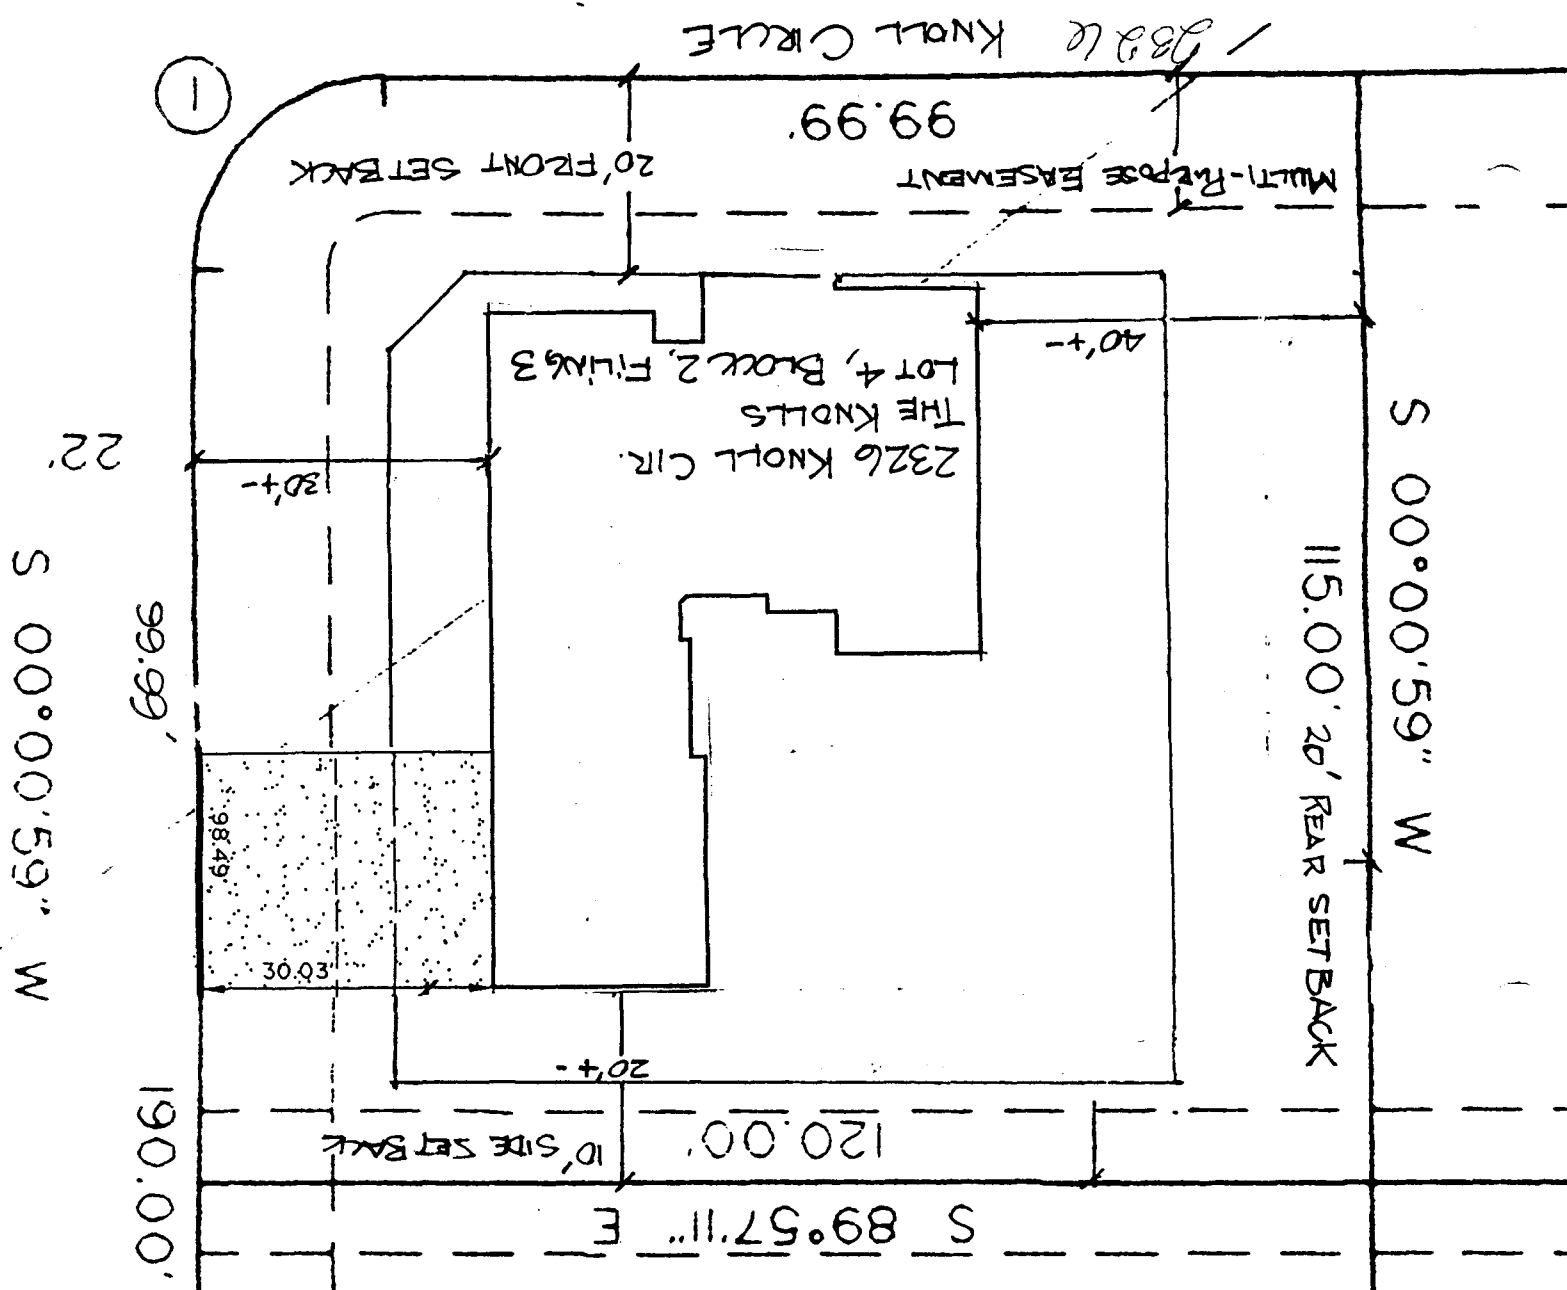 2326 KNOLL CIRCLE
1
99.99'
20' FRONT SETBACK
MULTI-PURPOSE EASEMENT
40'+-
2326 KNOLL CIR.
THE KNOLLS
LOT 4, BLOCK 2, FILING 3
22'
30'+-
S 00°00'59" W
99.99'
98.49
30.03
190.00'
S 00°00'59" W
115.00'
20' REAR SETBACK
20'+-
10' SIDE SETBACK
120.00'
S 89°57'11" E